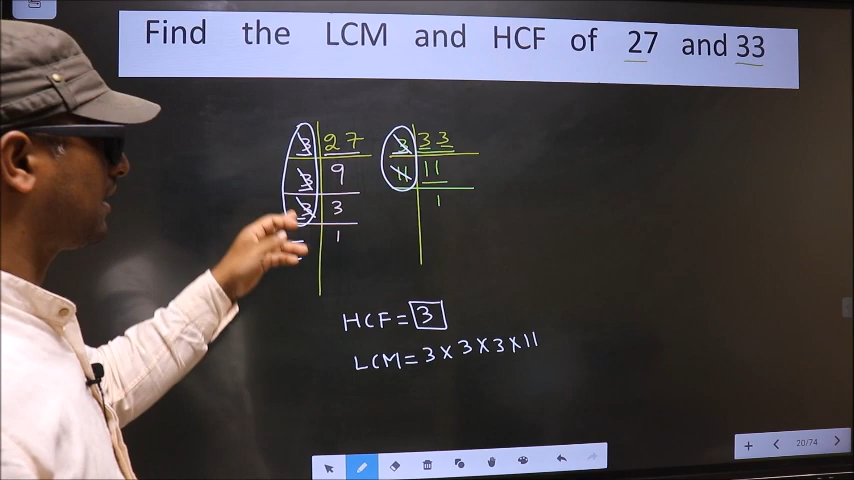 Find the LCM and HCF of 27 and 33
3 27 3 33
3 9 11 11
3 3 1
1
HCF = 3
LCM = 3 × 3 × 3 × 11
20/74